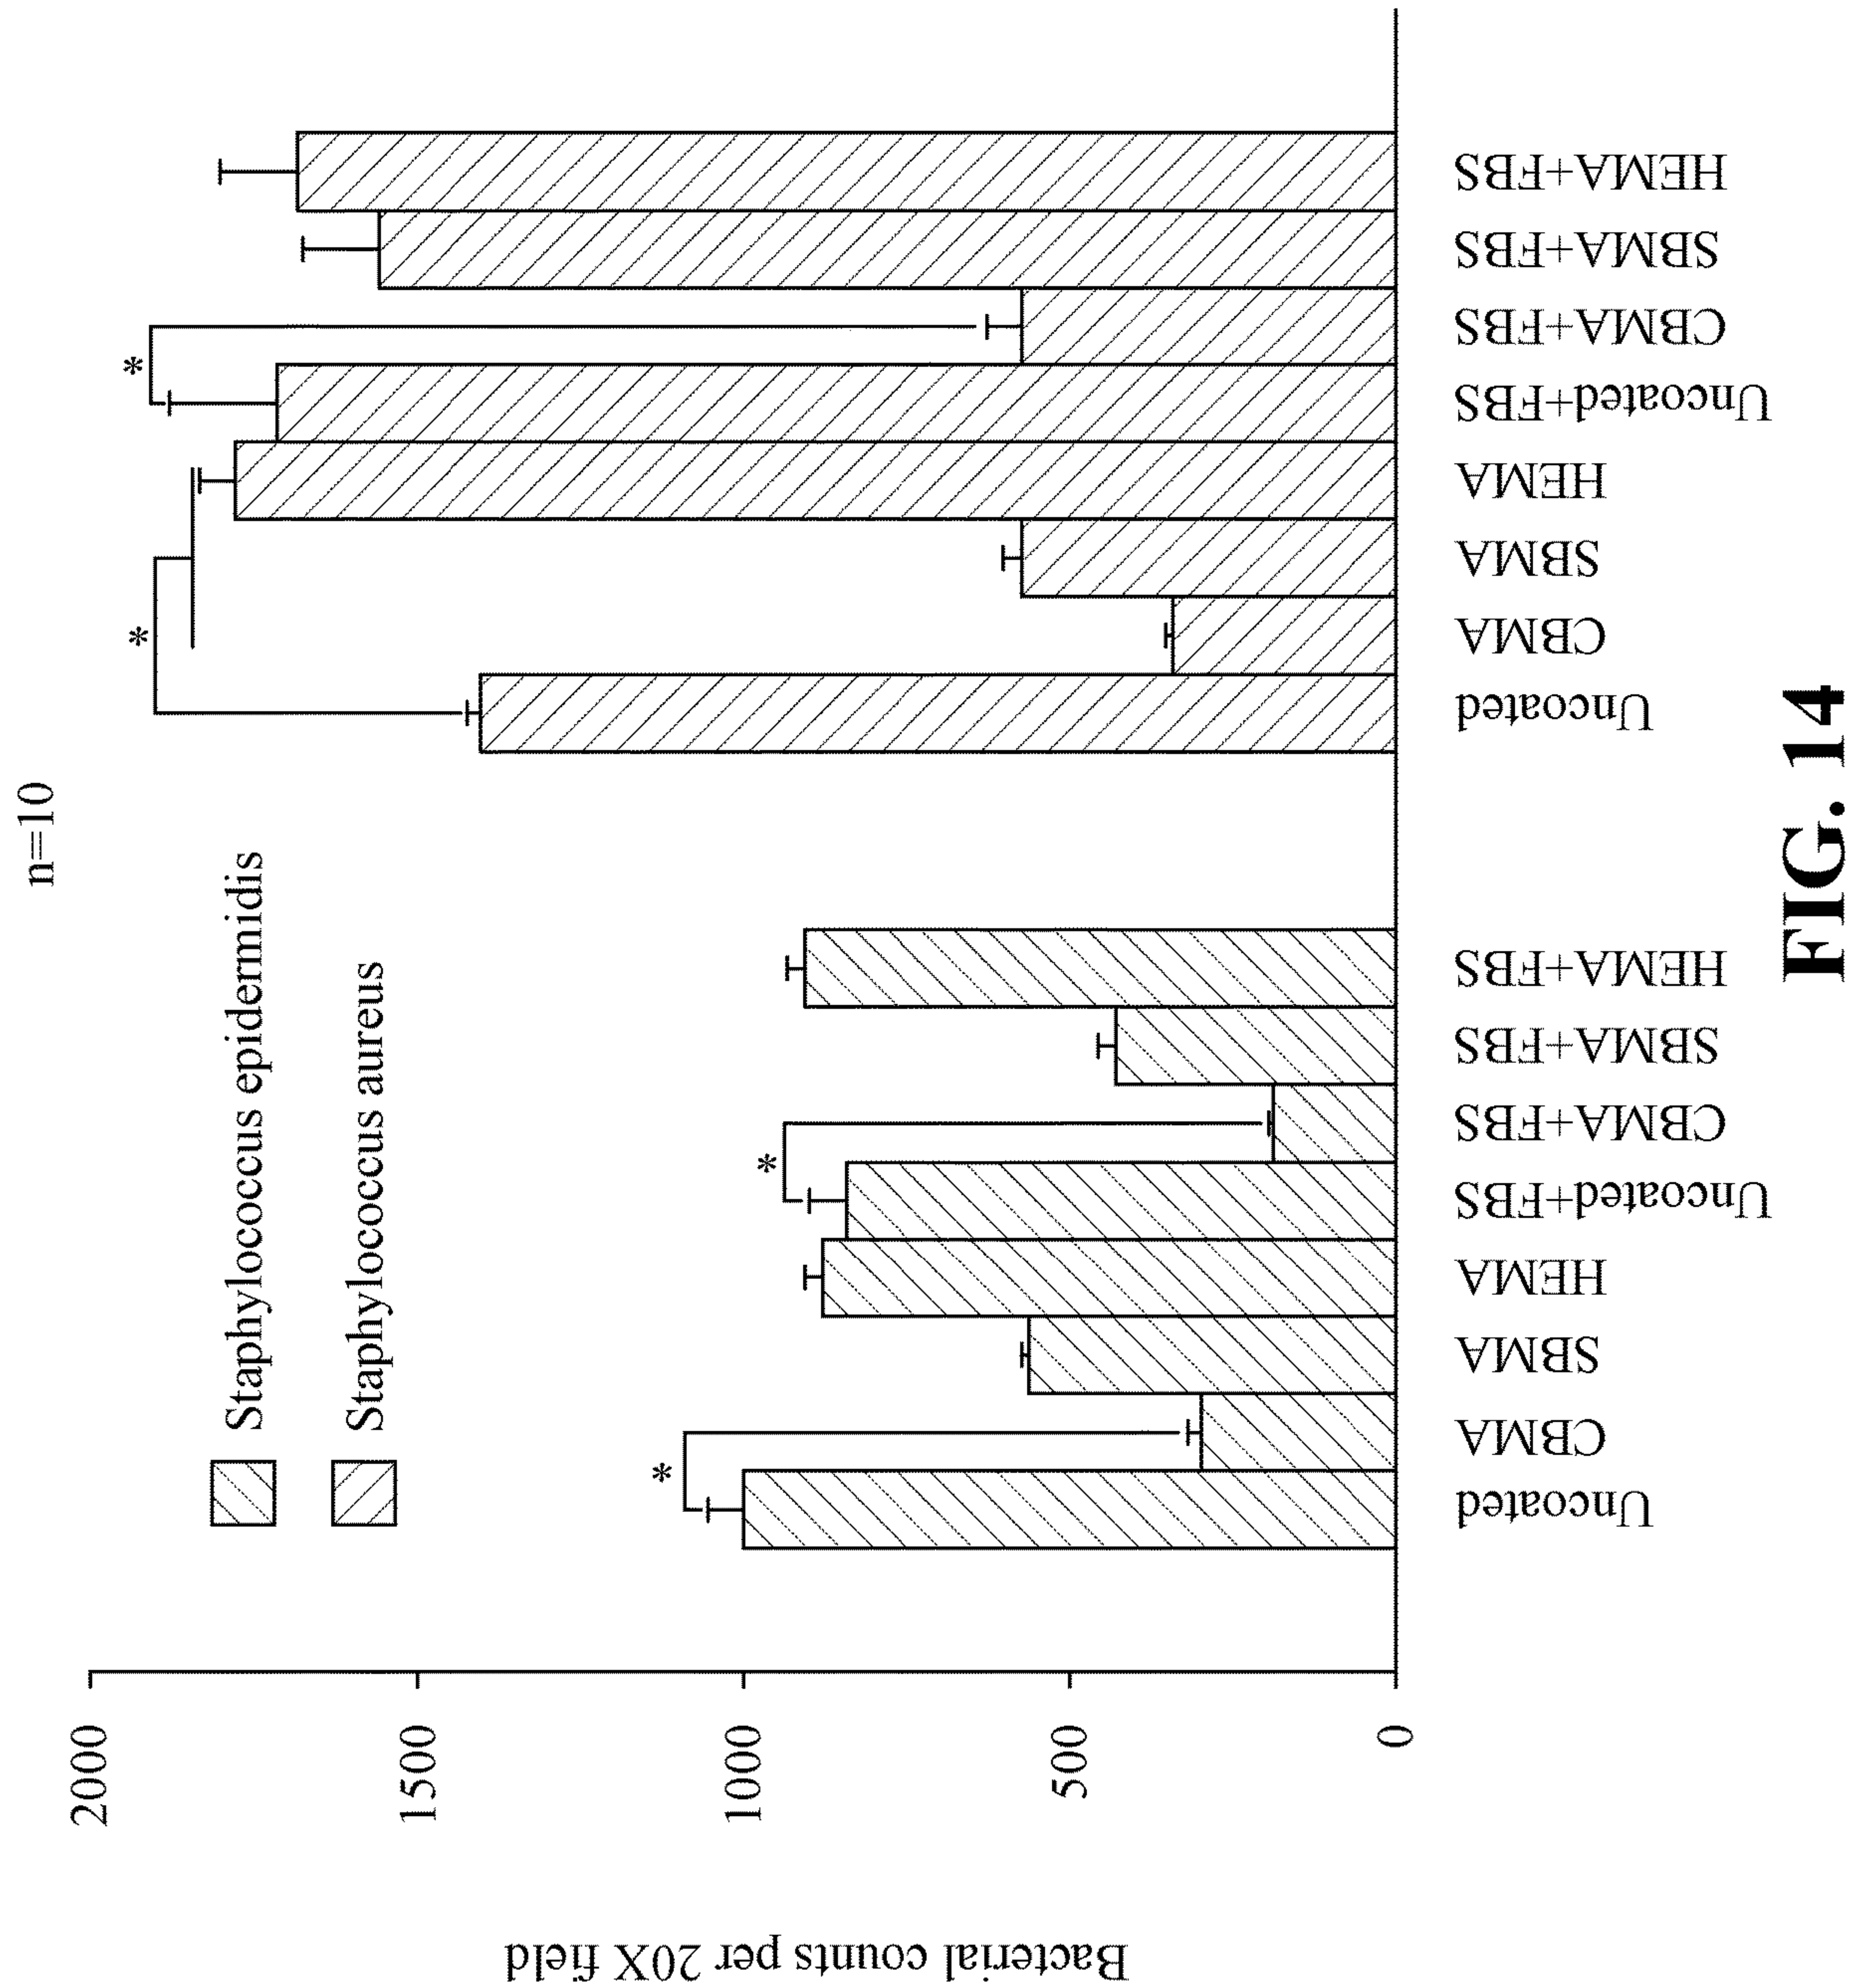 n=10
Staphylococcus epidermidis
Staphylococcus aureus
Bacterial counts per 20X field
2000
1500
1000
500
0
*
*
*
*
Uncoated
CBMA
SBMA
HEMA
Uncoated+FBS
CBMA+FBS
SBMA+FBS
HEMA+FBS
Uncoated
CBMA
SBMA
HEMA
Uncoated+FBS
CBMA+FBS
SBMA+FBS
HEMA+FBS
FIG. 14